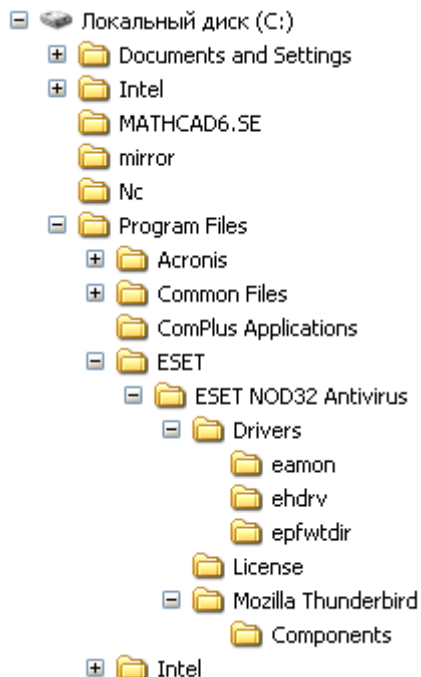 Локальный диск (C:)
Documents and Settings
Intel
MATHCAD6.SE
mirror
Nc
Program Files
Acronis
Common Files
ComPlus Applications
ESET
ESET NOD32 Antivirus
Drivers
eamon
ehdrv
epfwtdir
License
Mozilla Thunderbird
Components
Intel